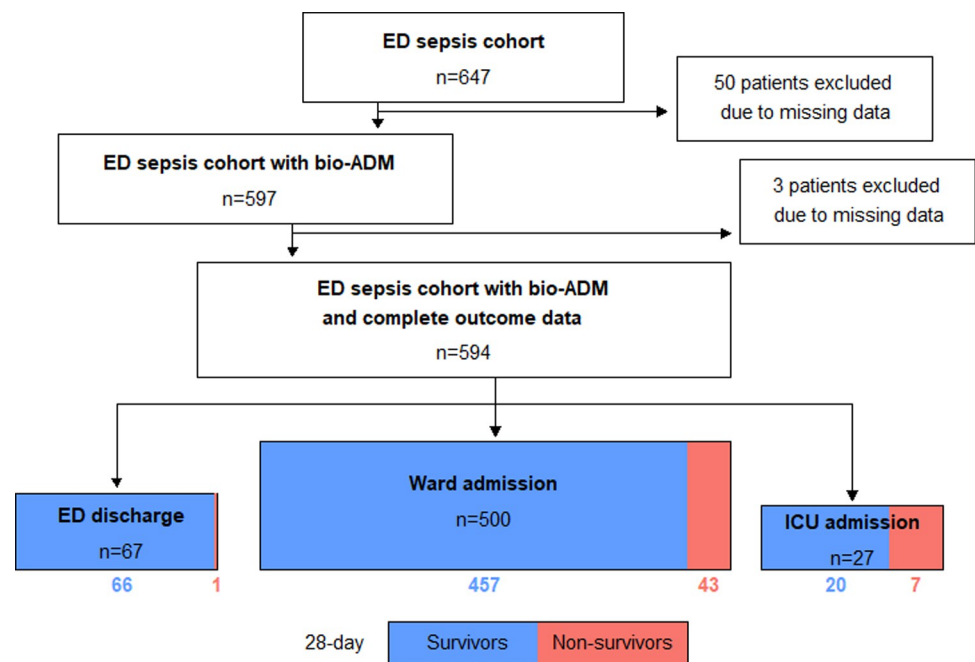 ED sepsis cohort
n=647
50 patients excluded
due to missing data
ED sepsis cohort with bio-ADM
n=597
3 patients excluded
due to missing data
ED sepsis cohort with bio-ADM
and complete outcome data
n=594
ED discharge
n=67
66 1
Ward admission
n=500
457 43
ICU admission
n=27
20 7
28-day Survivors Non-survivors